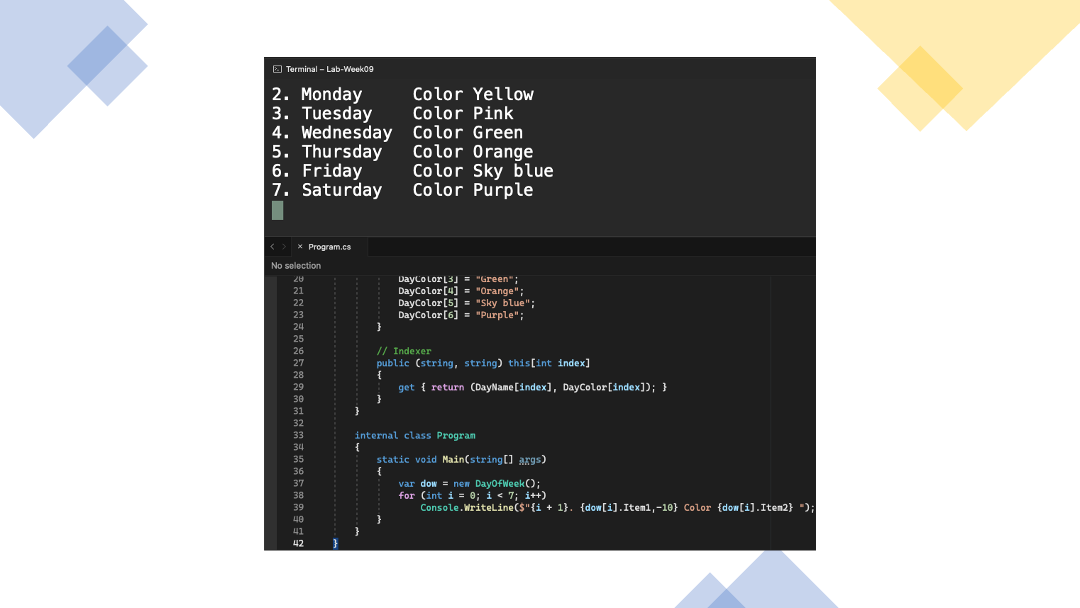 Terminal – Lab-Week09
2. Monday     Color Yellow
3. Tuesday    Color Pink
4. Wednesday  Color Green
5. Thursday   Color Orange
6. Friday     Color Sky blue
7. Saturday   Color Purple
Program.cs
No selection
20 DayColor[3] = "Green";
21 DayColor[4] = "Orange";
22 DayColor[5] = "Sky blue";
23 DayColor[6] = "Purple";
24 }
25
26 // Indexer
27 public (string, string) this[int index]
28 {
29 get { return (DayName[index], DayColor[index]); }
30 }
31 }
32
33 internal class Program
34 {
35 static void Main(string[] args)
36 {
37 var dow = new DayOfWeek();
38 for (int i = 0; i < 7; i++)
39 Console.WriteLine($"{i + 1}. {dow[i].Item1,-10} Color {dow[i].Item2} ");
40 }
41 }
42 }